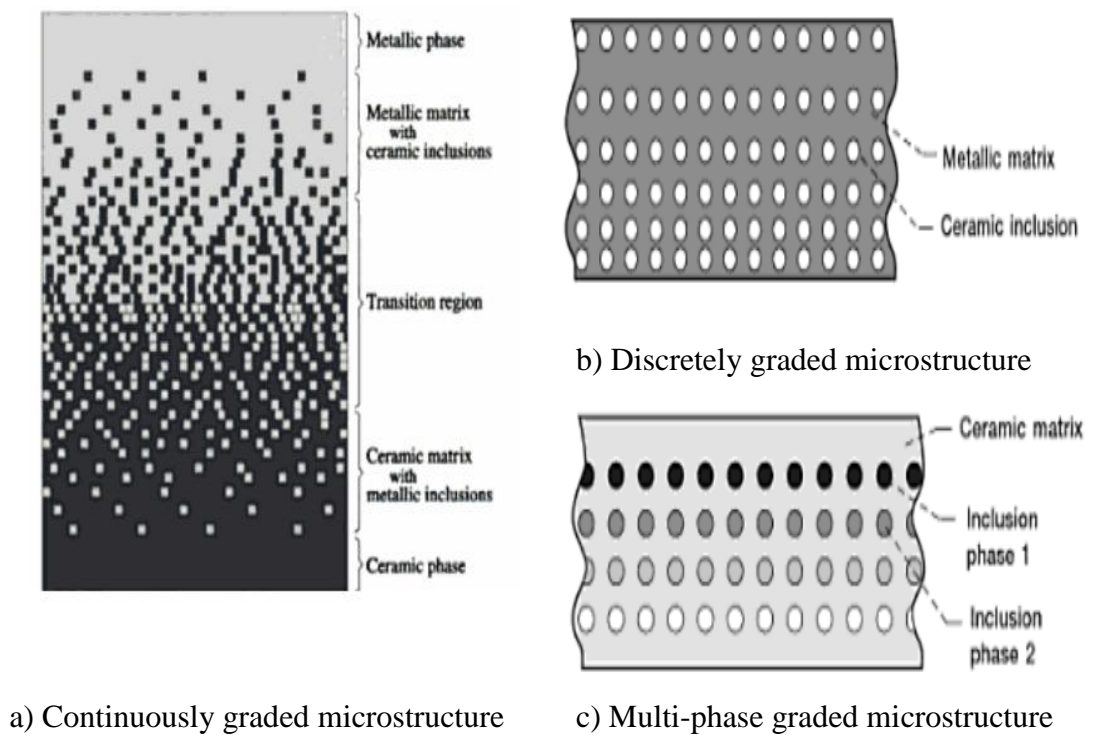 Metallic phase
Metallic matrix
with
ceramic inclusions
Transition region
Ceramic matrix
with
metallic inclusions
Ceramic phase
a) Continuously graded microstructure
Metallic matrix
Ceramic inclusion
b) Discretely graded microstructure
Ceramic matrix
Inclusion
phase 1
Inclusion
phase 2
c) Multi-phase graded microstructure